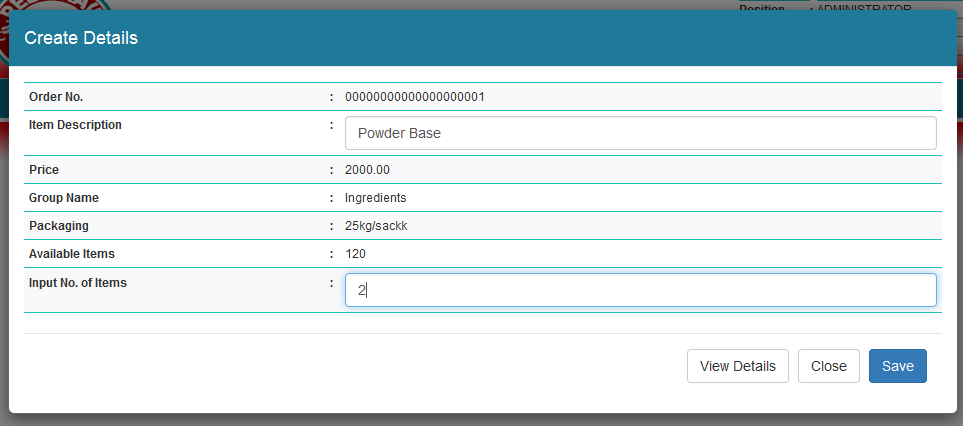 Position : ADMINISTRATOR
Create Details
Order No. : 00000000000000000001
Item Description : Powder Base
Price : 2000.00
Group Name : Ingredients
Packaging : 25kg/sackk
Available Items : 120
Input No. of Items : 2
View Details Close Save